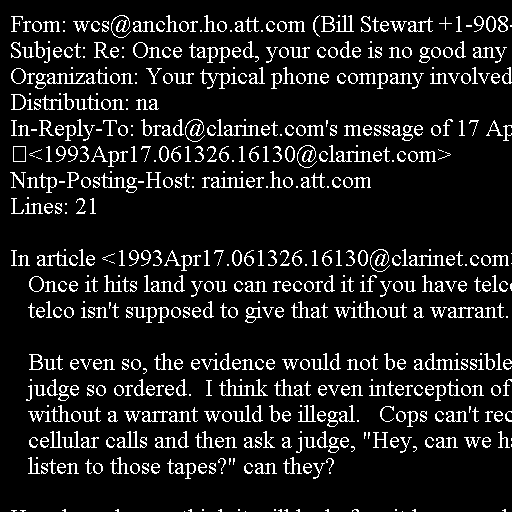 From: wcs@anchor.ho.att.com (Bill Stewart +1-908-
Subject: Re: Once tapped, your code is no good any
Organization: Your typical phone company involved
Distribution: na
In-Reply-To: brad@clarinet.com's message of 17 Ap
<1993Apr17.061326.16130@clarinet.com>
Nntp-Posting-Host: rainier.ho.att.com
Lines: 21

In article <1993Apr17.061326.16130@clarinet.com>
Once it hits land you can record it if you have telc
telco isn't supposed to give that without a warrant.

But even so, the evidence would not be admissible
judge so ordered.  I think that even interception of
without a warrant would be illegal.   Cops can't rec
cellular calls and then ask a judge, "Hey, can we h
listen to those tapes?" can they?